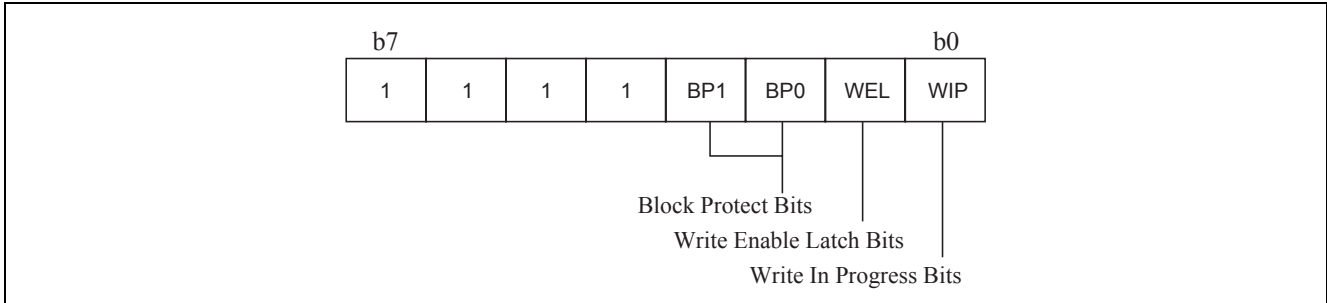 b7 b0
1 1 1 1 BP1 BP0 WEL WIP
Block Protect Bits
Write Enable Latch Bits
Write In Progress Bits